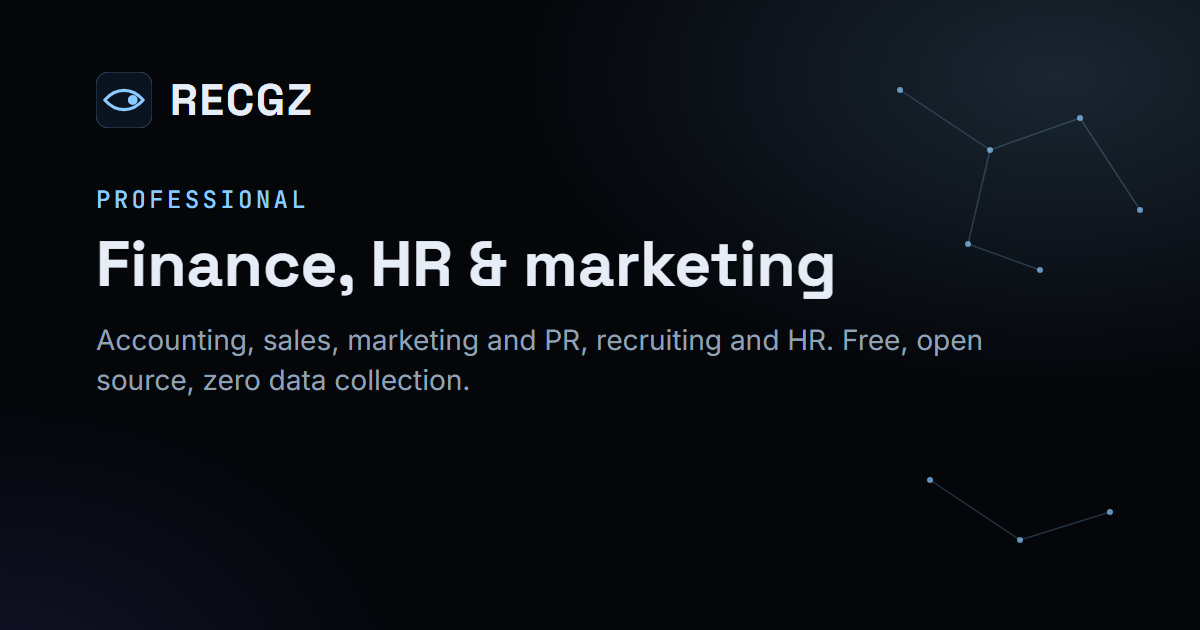 RECGZ
PROFESSIONAL
Finance, HR & marketing
Accounting, sales, marketing and PR, recruiting and HR. Free, open
source, zero data collection.